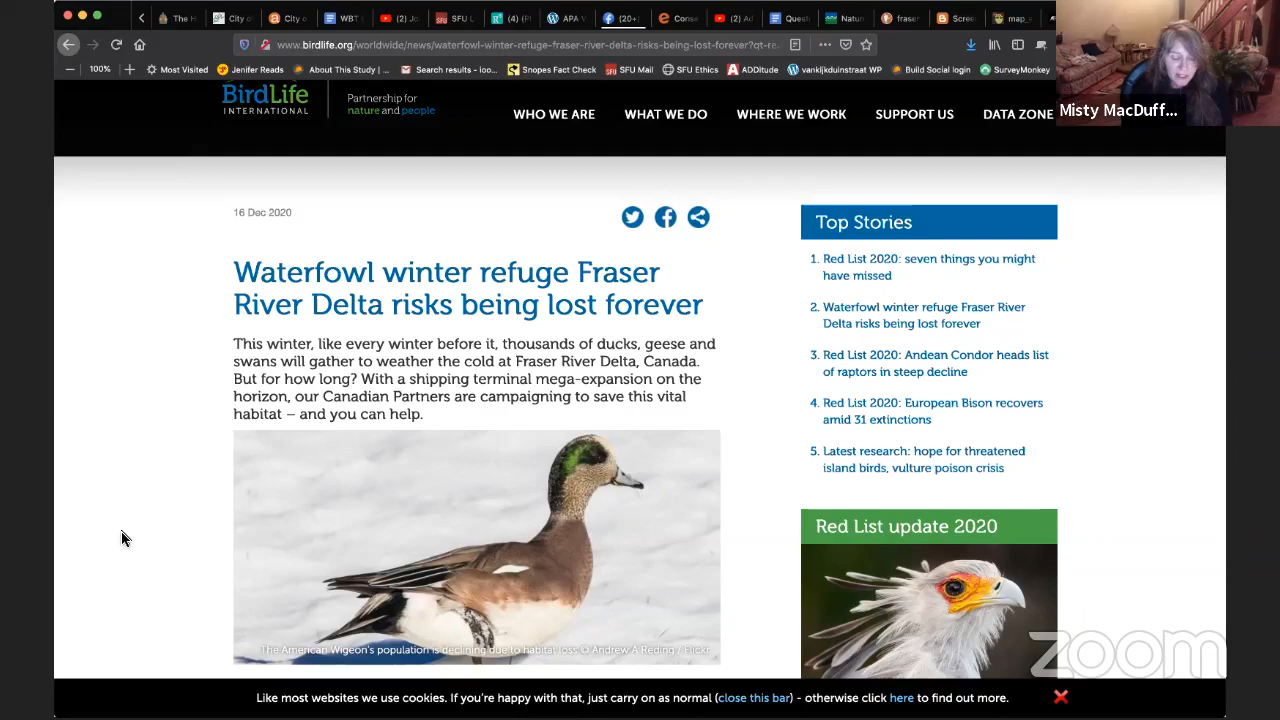 The H
City of
City o
WBT
(2) Jo
SFU
(4) (Pl
APA V
(20+)
Conse
(2) Ad
Quest
Natur
fraser
Scree
map_a
www.birdlife.org/worldwide/news/waterfowl-winter-refuge-fraser-river-delta-risks-being-lost-forever?qt-re
100%
Most Visited
Jenifer Reads
About This Study |...
Search results - ioo...
Snopes Fact Check
SFU Mail
SFU Ethics
ADDitude
vankijkduinstraat WP
Build Social login
SurveyMonkey
Misty MacDuff...
BirdLife
INTERNATIONAL
Partnership for
nature and people
WHO WE ARE
WHAT WE DO
WHERE WE WORK
SUPPORT US
DATA ZONE
16 Dec 2020
Waterfowl winter refuge Fraser
River Delta risks being lost forever
This winter, like every winter before it, thousands of ducks, geese and
swans will gather to weather the cold at Fraser River Delta, Canada.
But for how long? With a shipping terminal mega-expansion on the
horizon, our Canadian Partners are campaigning to save this vital
habitat – and you can help.
The American Wigeon's population is declining due to habitat loss © Andrew A Reding / Flickr
Top Stories
1. Red List 2020: seven things you might
have missed
2. Waterfowl winter refuge Fraser River
Delta risks being lost forever
3. Red List 2020: Andean Condor heads list
of raptors in steep decline
4. Red List 2020: European Bison recovers
amid 31 extinctions
5. Latest research: hope for threatened
island birds, vulture poison crisis
Red List update 2020
zoom
Like most websites we use cookies. If you're happy with that, just carry on as normal (close this bar) - otherwise click here to find out more.